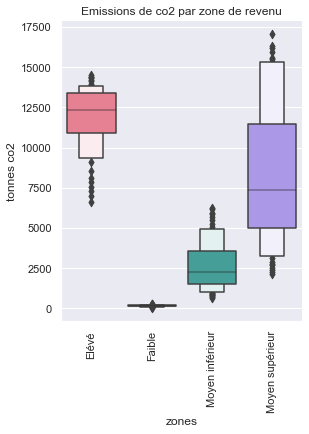 Emissions de co2 par zone de revenu
17500
15000
12500
10000
7500
5000
2500
0
tonnes co2
Elévé
Faible
Moyen inférieur
Moyen supérieur
zones